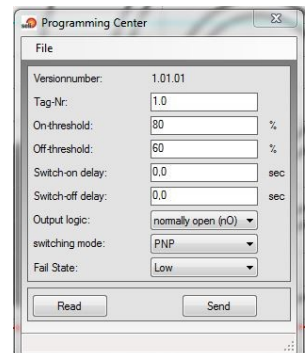 Programming Center
File
Versionnumber: 1.01.01
Tag-Nr: 1.0
On-threshold: 80 %
Off-threshold: 60 %
Switch-on delay: 0,0 sec
Switch-off delay: 0,0 sec
Output logic: normally open (nO)
switching mode: PNP
Fail State: Low
Read Send